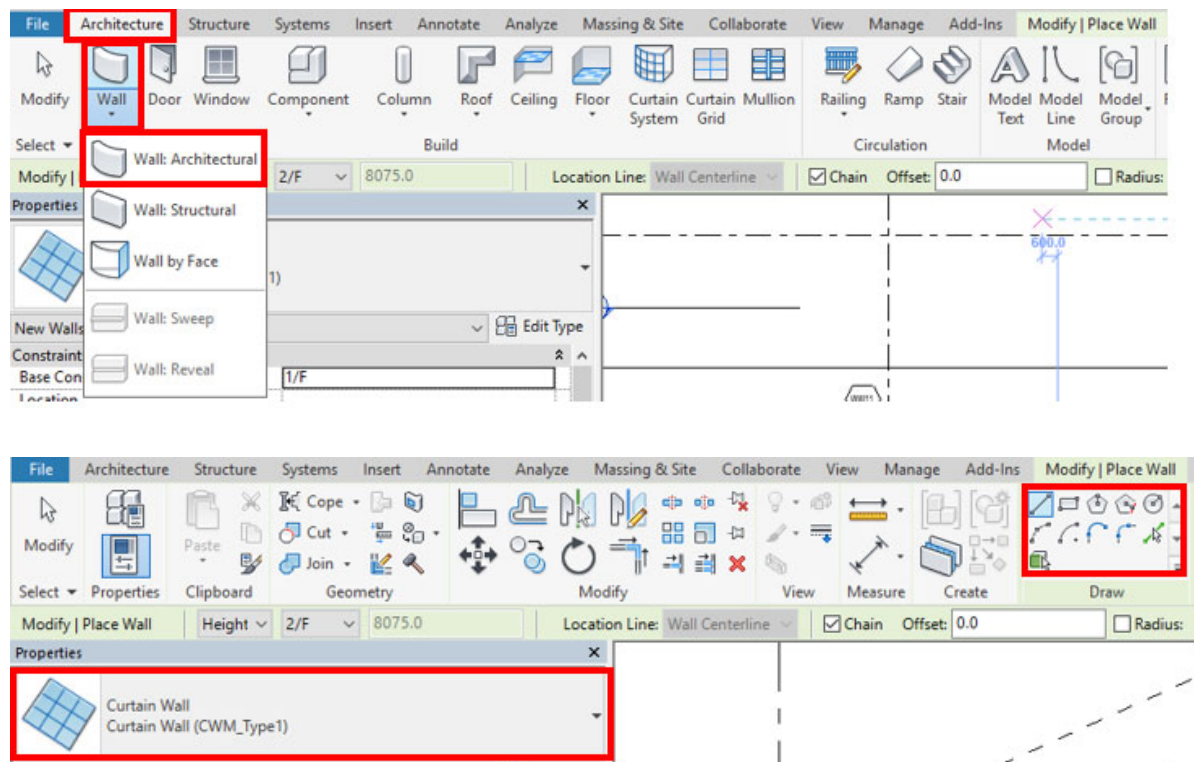 File Architecture Structure Systems Insert Annotate Analyze Massing & Site Collaborate View Manage Add-Ins Modify | Place Wall
Modify Wall Door Window Component Column Roof Ceiling Floor Curtain System Curtain Grid Mullion Railing Ramp Stair Model Text Model Line Model Group
Select Build Circulation Model
Wall: Architectural
Modify | 2/F 8075.0 Location Line: Wall Centerline Chain Offset: 0.0 Radius:
Properties
Wall: Structural
600.0
Wall by Face
1)
Wall: Sweep
New Walls Edit Type
Constraint
Wall: Reveal
Base Con 1/F
Location
File Architecture Structure Systems Insert Annotate Analyze Massing & Site Collaborate View Manage Add-Ins Modify | Place Wall
Modify Paste Cope
Cut
Join
Select Properties Clipboard Geometry Modify View Measure Create Draw
Modify | Place Wall Height 2/F 8075.0 Location Line: Wall Centerline Chain Offset: 0.0 Radius:
Properties
Curtain Wall
Curtain Wall (CWM_Type1)